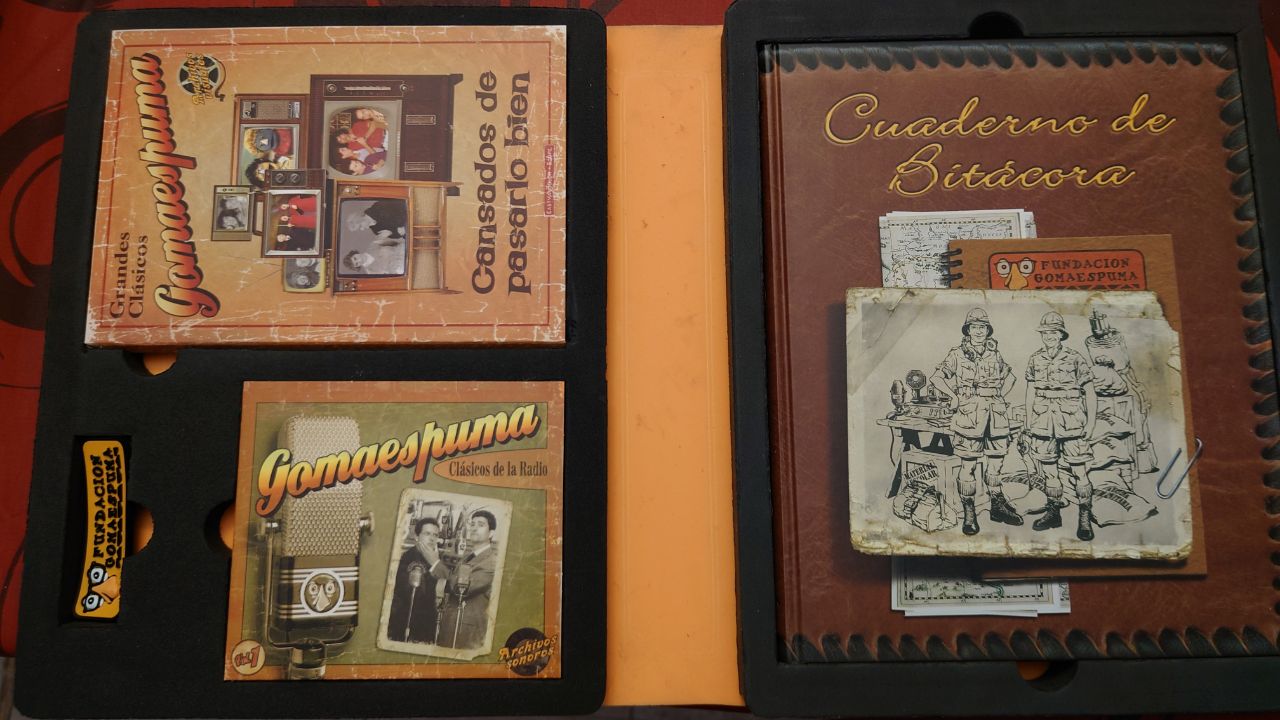 Grandes
Clásicos
Gomaespuma
Cansados de
pasarlo bien
FUNDACION
GOMAESPUMA
Gomaespuma
Clásicos de la Radio
Archivos
sonoros
Cuaderno de
Bitácora
FUNDACION
GOMAESPUMA
MATERIAL